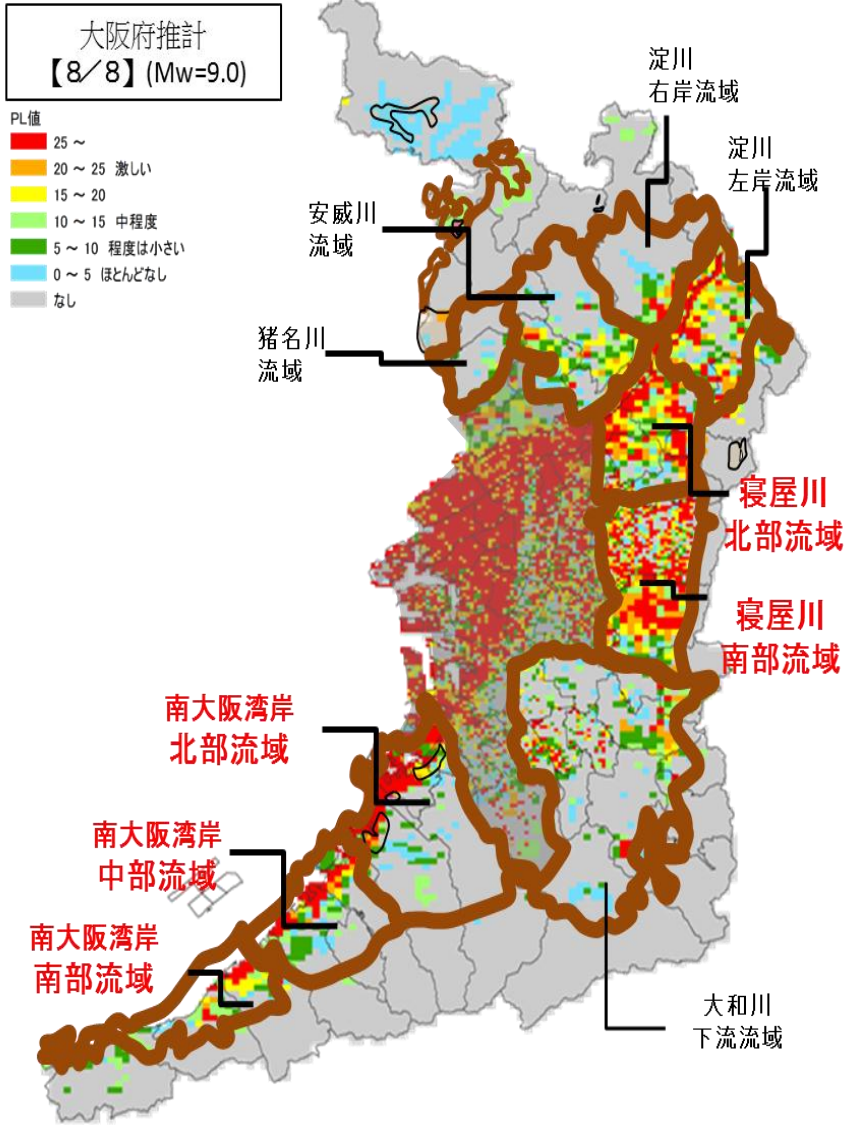 大阪府推計
【8/8】(Mw=9.0)
PL値
25 ~
20 ~ 25 激しい
15 ~ 20
10 ~ 15 中程度
5 ~ 10 程度は小さい
0 ~ 5 ほとんどなし
なし
淀川
右岸流域
淀川
左岸流域
安威川
流域
猪名川
流域
寝屋川
北部流域
寝屋川
南部流域
南大阪湾岸
北部流域
南大阪湾岸
中部流域
南大阪湾岸
南部流域
大和川
下流流域